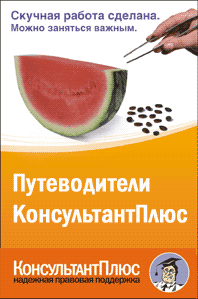 Скучная работа сделана.
Можно заняться важным.
Путеводители
КонсультантПлюс
КонсультантПлюс
надежная правовая поддержка